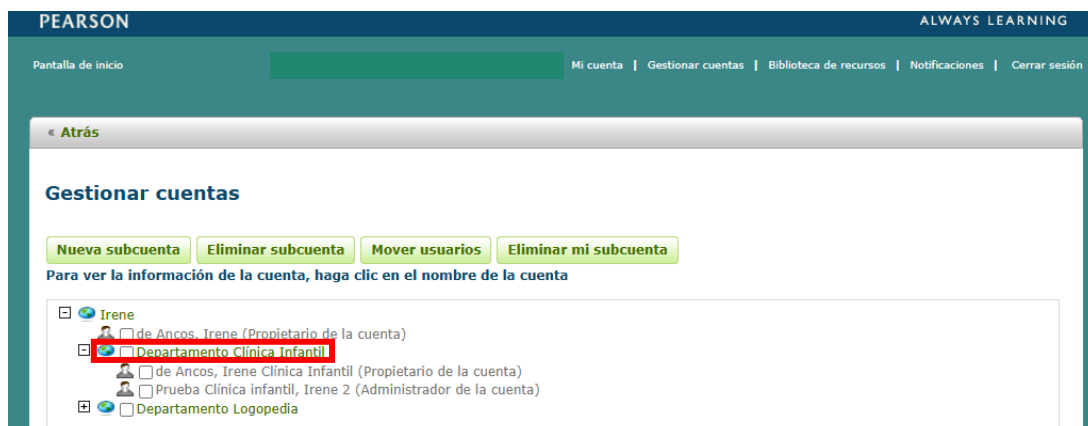 PEARSON ALWAYS LEARNING
Pantalla de inicio Mi cuenta | Gestionar cuentas | Biblioteca de recursos | Notificaciones | Cerrar sesión
« Atrás
Gestionar cuentas
Nueva subcuenta Eliminar subcuenta Mover usuarios Eliminar mi subcuenta
Para ver la información de la cuenta, haga clic en el nombre de la cuenta
Irene
de Ancos, Irene (Propietario de la cuenta)
Departamento Clínica Infantil
de Ancos, Irene Clínica Infantil (Propietario de la cuenta)
Prueba Clínica infantil, Irene 2 (Administrador de la cuenta)
Departamento Logopedia